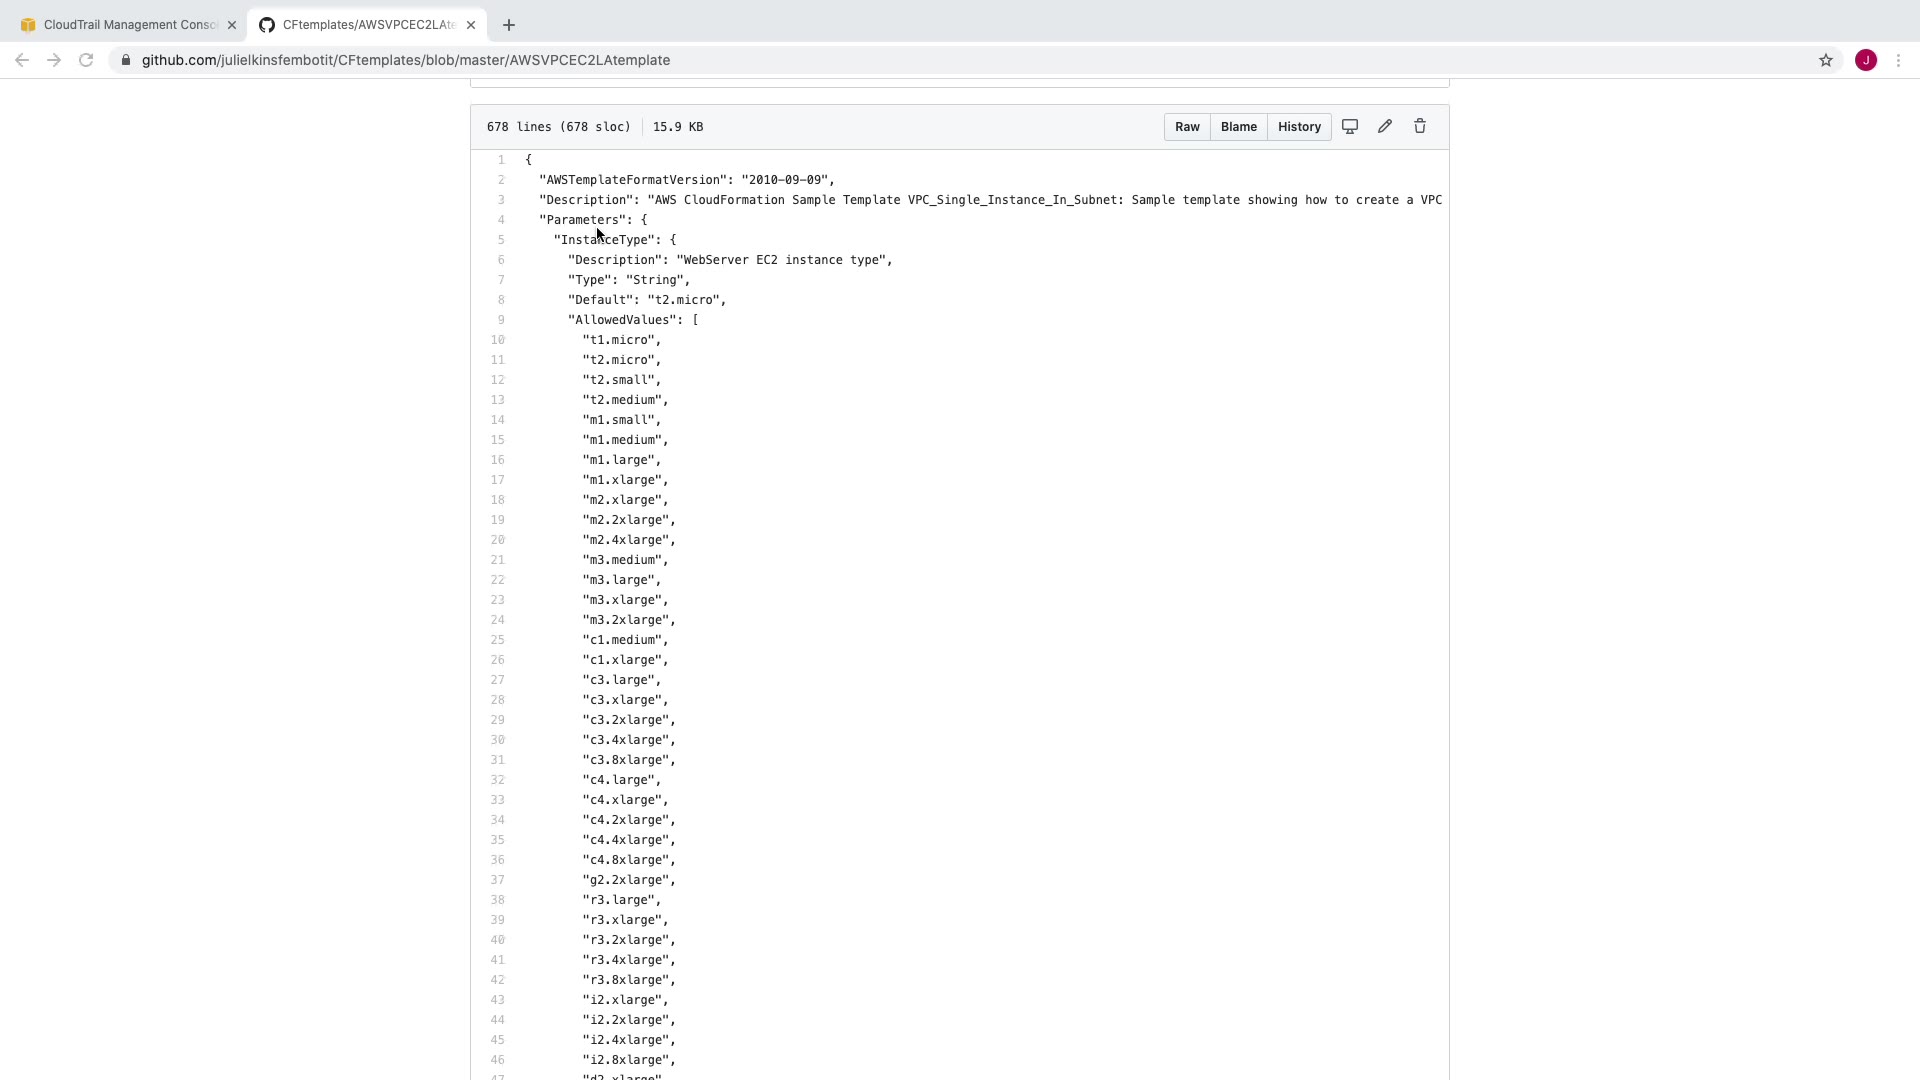 CloudTrail Management Conso
CFtemplates/AWSVPCEC2LAte
github.com/julielkinsfembotit/CFtemplates/blob/master/AWSVPCEC2LAtemplate
J
678 lines (678 sloc) 15.9 KB
Raw Blame History
1 {
2 "AWSTemplateFormatVersion": "2010-09-09",
3 "Description": "AWS CloudFormation Sample Template VPC_Single_Instance_In_Subnet: Sample template showing how to create a VPC
4 "Parameters": {
5 "InstanceType": {
6 "Description": "WebServer EC2 instance type",
7 "Type": "String",
8 "Default": "t2.micro",
9 "AllowedValues": [
10 "t1.micro",
11 "t2.micro",
12 "t2.small",
13 "t2.medium",
14 "m1.small",
15 "m1.medium",
16 "m1.large",
17 "m1.xlarge",
18 "m2.xlarge",
19 "m2.2xlarge",
20 "m2.4xlarge",
21 "m3.medium",
22 "m3.large",
23 "m3.xlarge",
24 "m3.2xlarge",
25 "c1.medium",
26 "c1.xlarge",
27 "c3.large",
28 "c3.xlarge",
29 "c3.2xlarge",
30 "c3.4xlarge",
31 "c3.8xlarge",
32 "c4.large",
33 "c4.xlarge",
34 "c4.2xlarge",
35 "c4.4xlarge",
36 "c4.8xlarge",
37 "g2.2xlarge",
38 "r3.large",
39 "r3.xlarge",
40 "r3.2xlarge",
41 "r3.4xlarge",
42 "r3.8xlarge",
43 "i2.xlarge",
44 "i2.2xlarge",
45 "i2.4xlarge",
46 "i2.8xlarge",
47 "d2.xlarge",